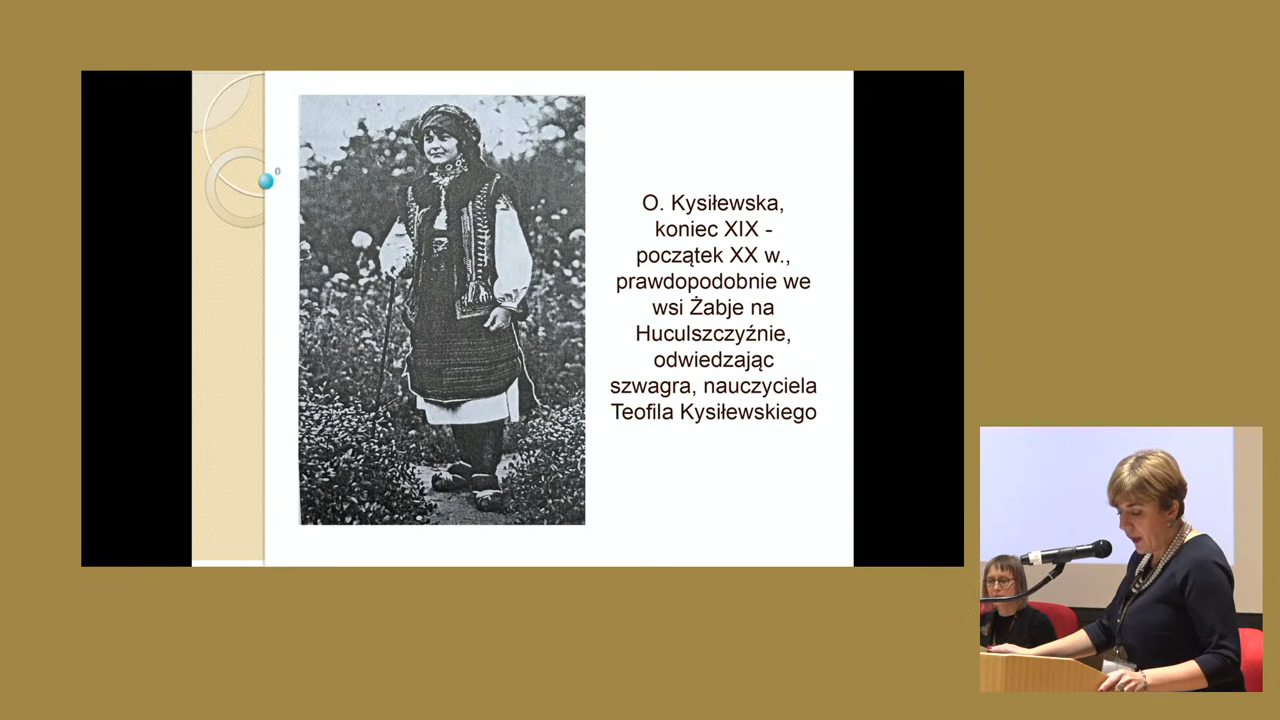 O. Kysiłewska,
koniec XIX -
początek XX w.,
prawdopodobnie we
wsi Żabje na
Huculszczyźnie,
odwiedzając
szwagra, nauczyciela
Teofila Kysiłewskiego